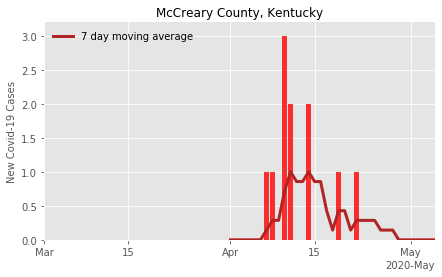 McCreary County, Kentucky
7 day moving average
New Covid-19 Cases
3.0
2.5
2.0
1.5
1.0
0.5
0.0
Mar 15 Apr 15 May
2020-May